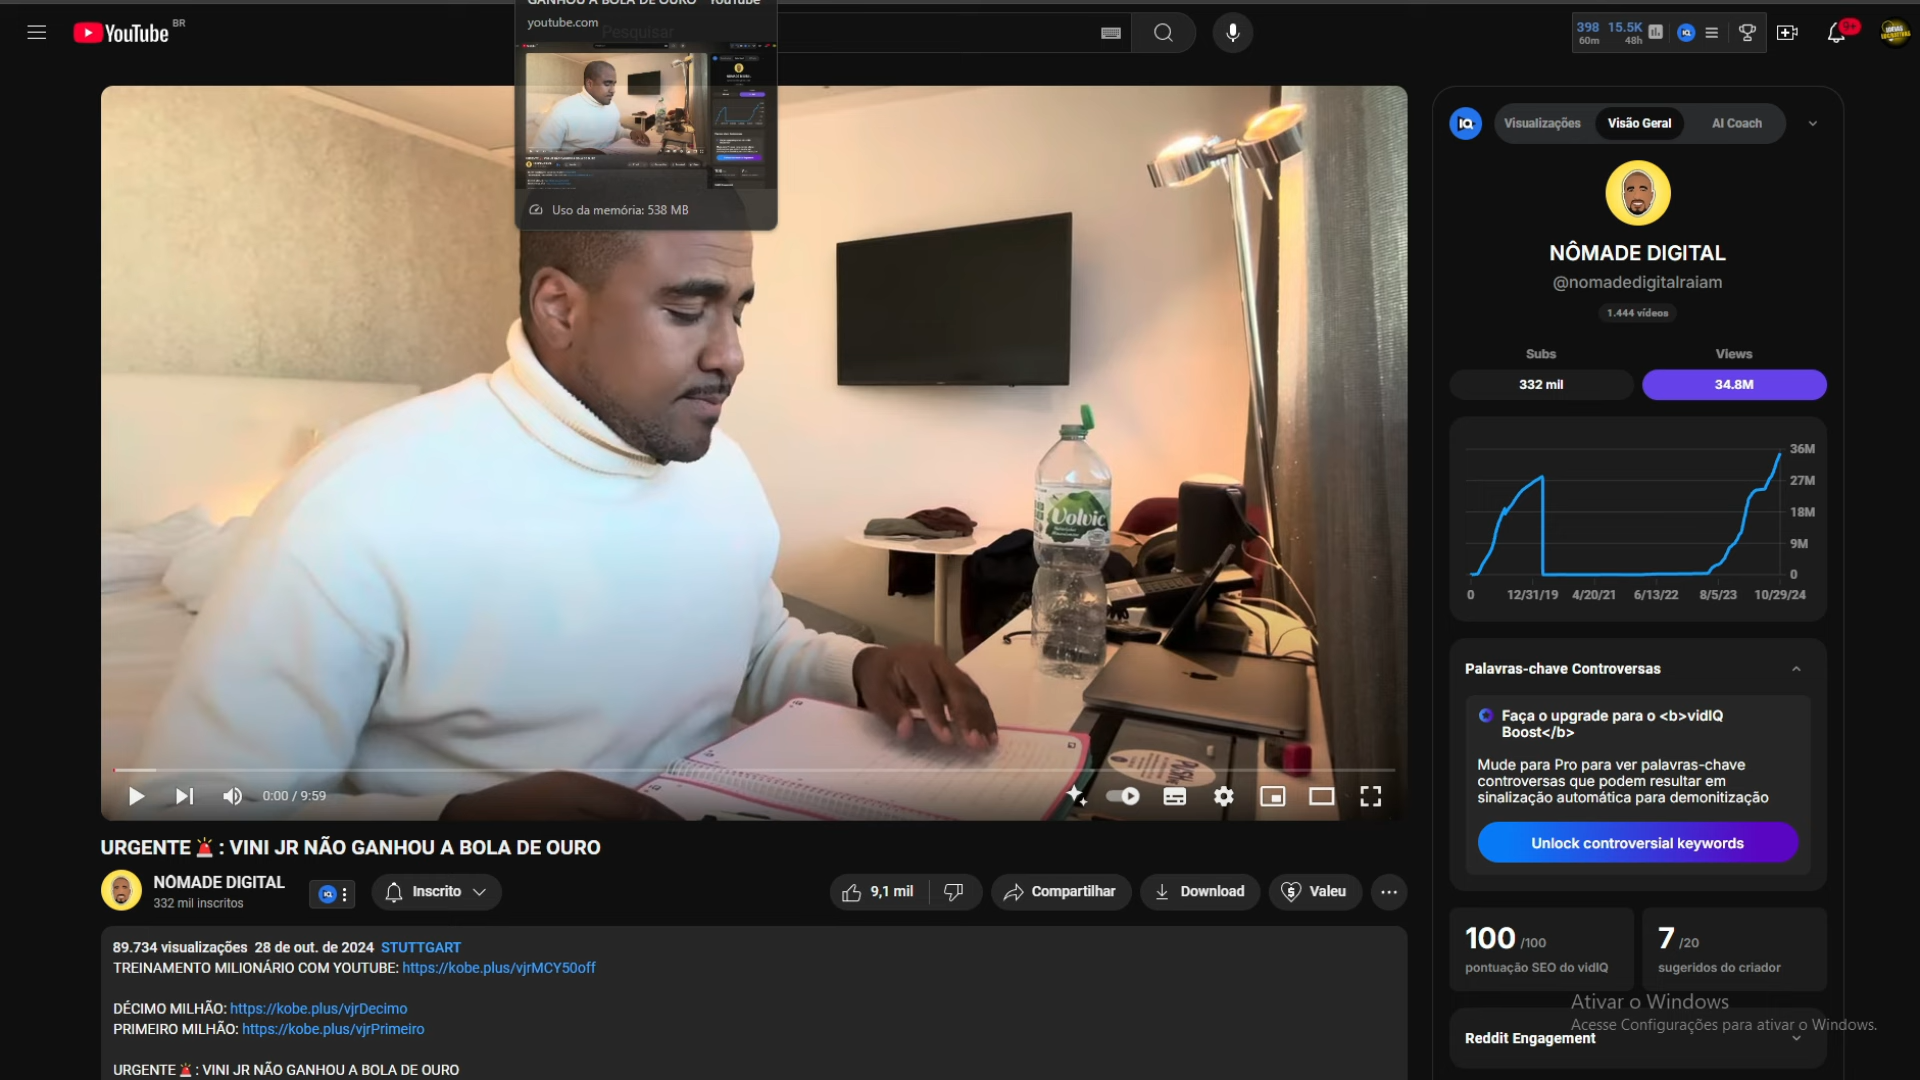 GANHOU A BOLA DE OURO - YouTube
youtube.com
Pesquisar
YouTube BR
398 15.5K
60m 48h
9+
Uso da memória: 538 MB
Volvic
0:00 / 9:59
URGENTE🚨: VINI JR NÃO GANHOU A BOLA DE OURO
NÔMADE DIGITAL
332 mil inscritos
Inscrito
9,1 mil
Compartilhar
Download
Valeu
89.734 visualizações 28 de out. de 2024 STUTTGART
TREINAMENTO MILIONÁRIO COM YOUTUBE: https://kobe.plus/vjrMCY50off
DÉCIMO MILHÃO: https://kobe.plus/vjrDecimo
PRIMEIRO MILHÃO: https://kobe.plus/vjrPrimeiro
URGENTE🚨: VINI JR NÃO GANHOU A BOLA DE OURO
IQ
Visualizações
Visão Geral
AI Coach
NÔMADE DIGITAL
@nomadedigitalraiam
1.444 vídeos
Subs Views
332 mil 34.8M
36M
27M
18M
9M
0
0 12/31/19 4/20/21 6/13/22 8/5/23 10/29/24
Palavras-chave Controversas
Faça o upgrade para o <b>vidIQ
Boost</b>
Mude para Pro para ver palavras-chave
controversas que podem resultar em
sinalização automática para demonitização
Unlock controversial keywords
100 /100
pontuação SEO do vidIQ
7 /20
sugeridos do criador
Ativar o Windows
Acesse Configurações para ativar o Windows.
Reddit Engagement